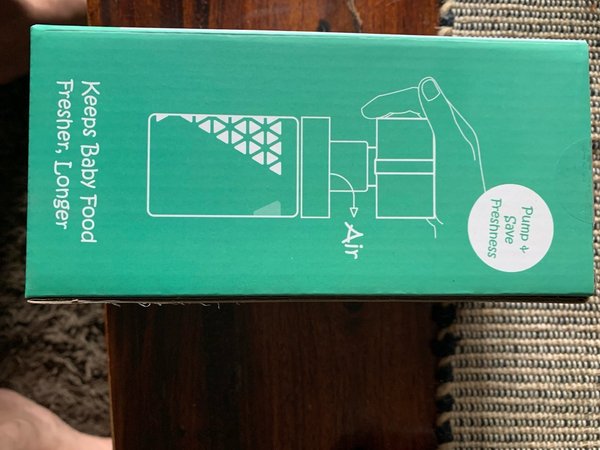 Pump &
Save
Freshness
Air
Keeps Baby Food
Fresher, Longer